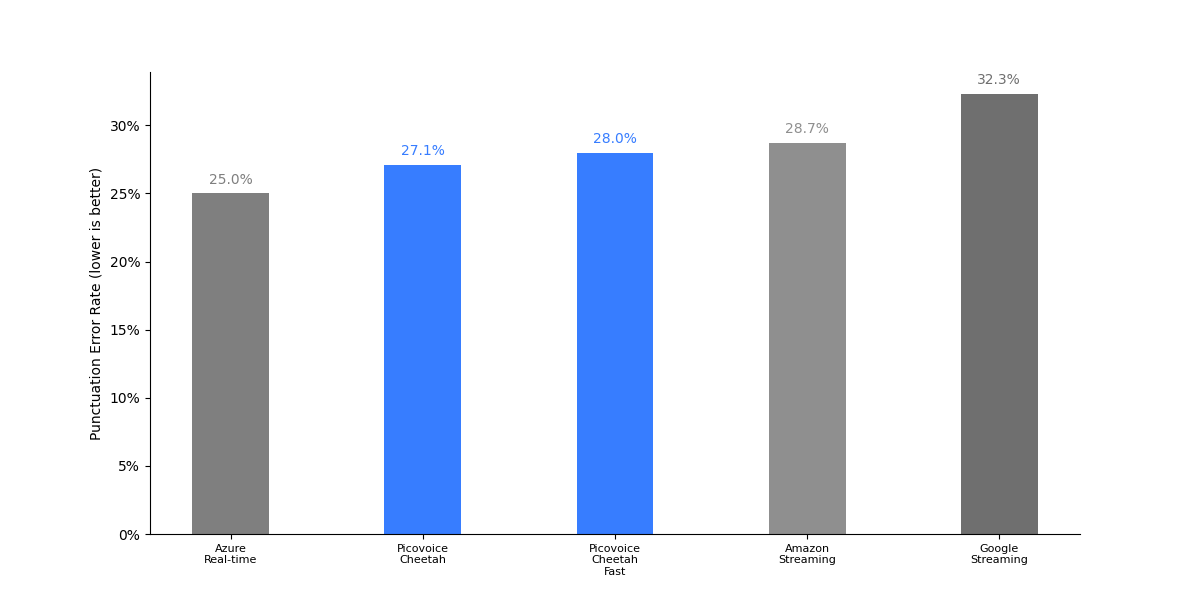 Punctuation Error Rate (lower is better)
30%
25%
20%
15%
10%
5%
0%
25.0%
27.1%
28.0%
28.7%
32.3%
Azure
Real-time
Picovoice
Cheetah
Picovoice
Cheetah
Fast
Amazon
Streaming
Google
Streaming